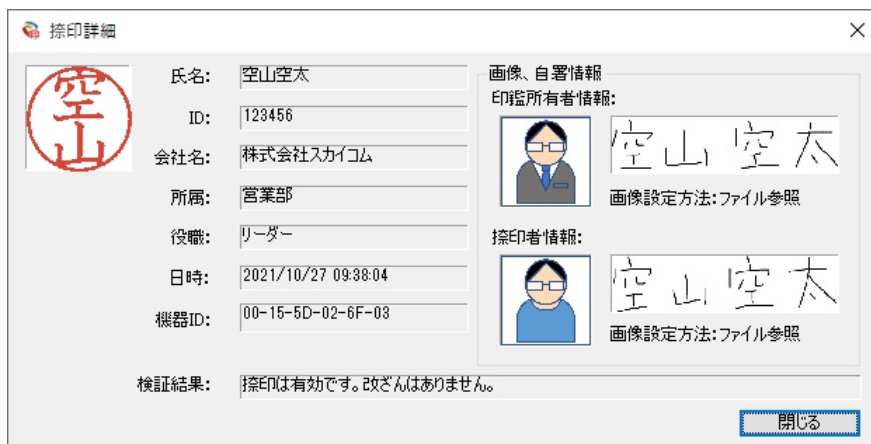 捺印詳細
空山
氏名: 空山空太
ID: 123456
会社名: 株式会社スカイコム
所属: 営業部
役職: リーダー
日時: 2021/10/27 09:38:04
機器ID: 00-15-5D-02-6F-03
画像、自署情報
印鑑所有者情報:
空山空太
画像設定方法:ファイル参照
捺印者情報:
空山空太
画像設定方法:ファイル参照
検証結果: 捺印は有効です。改ざんはありません。
閉じる